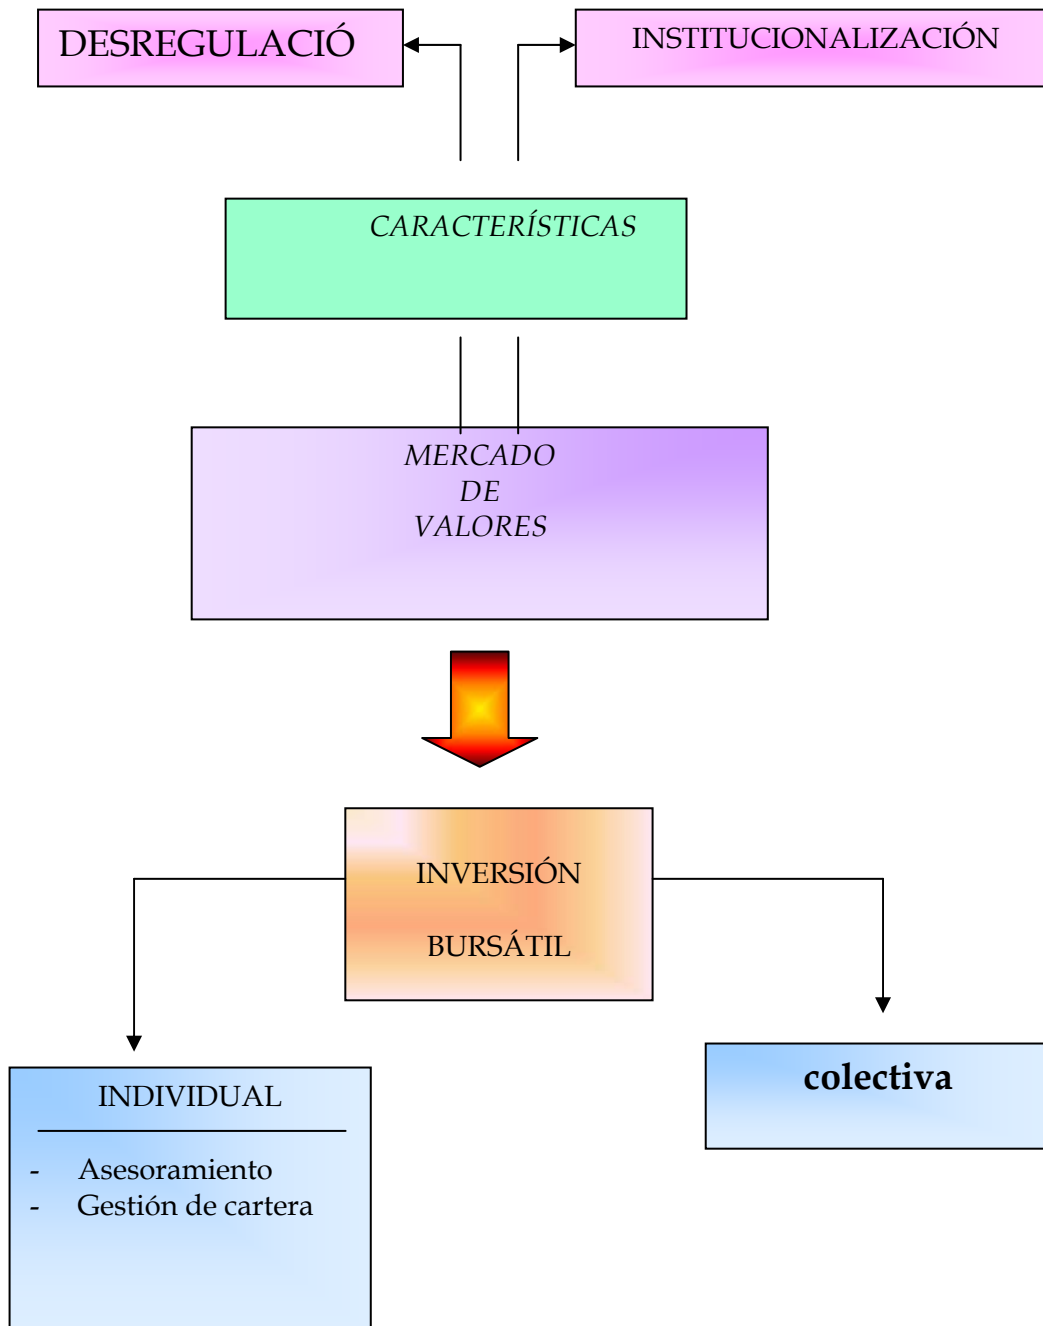 DESREGULACIÓ
INSTITUCIONALIZACIÓN
CARACTERÍSTICAS
MERCADO
DE
VALORES
INVERSIÓN
BURSÁTIL
INDIVIDUAL
- Asesoramiento
- Gestión de cartera
colectiva